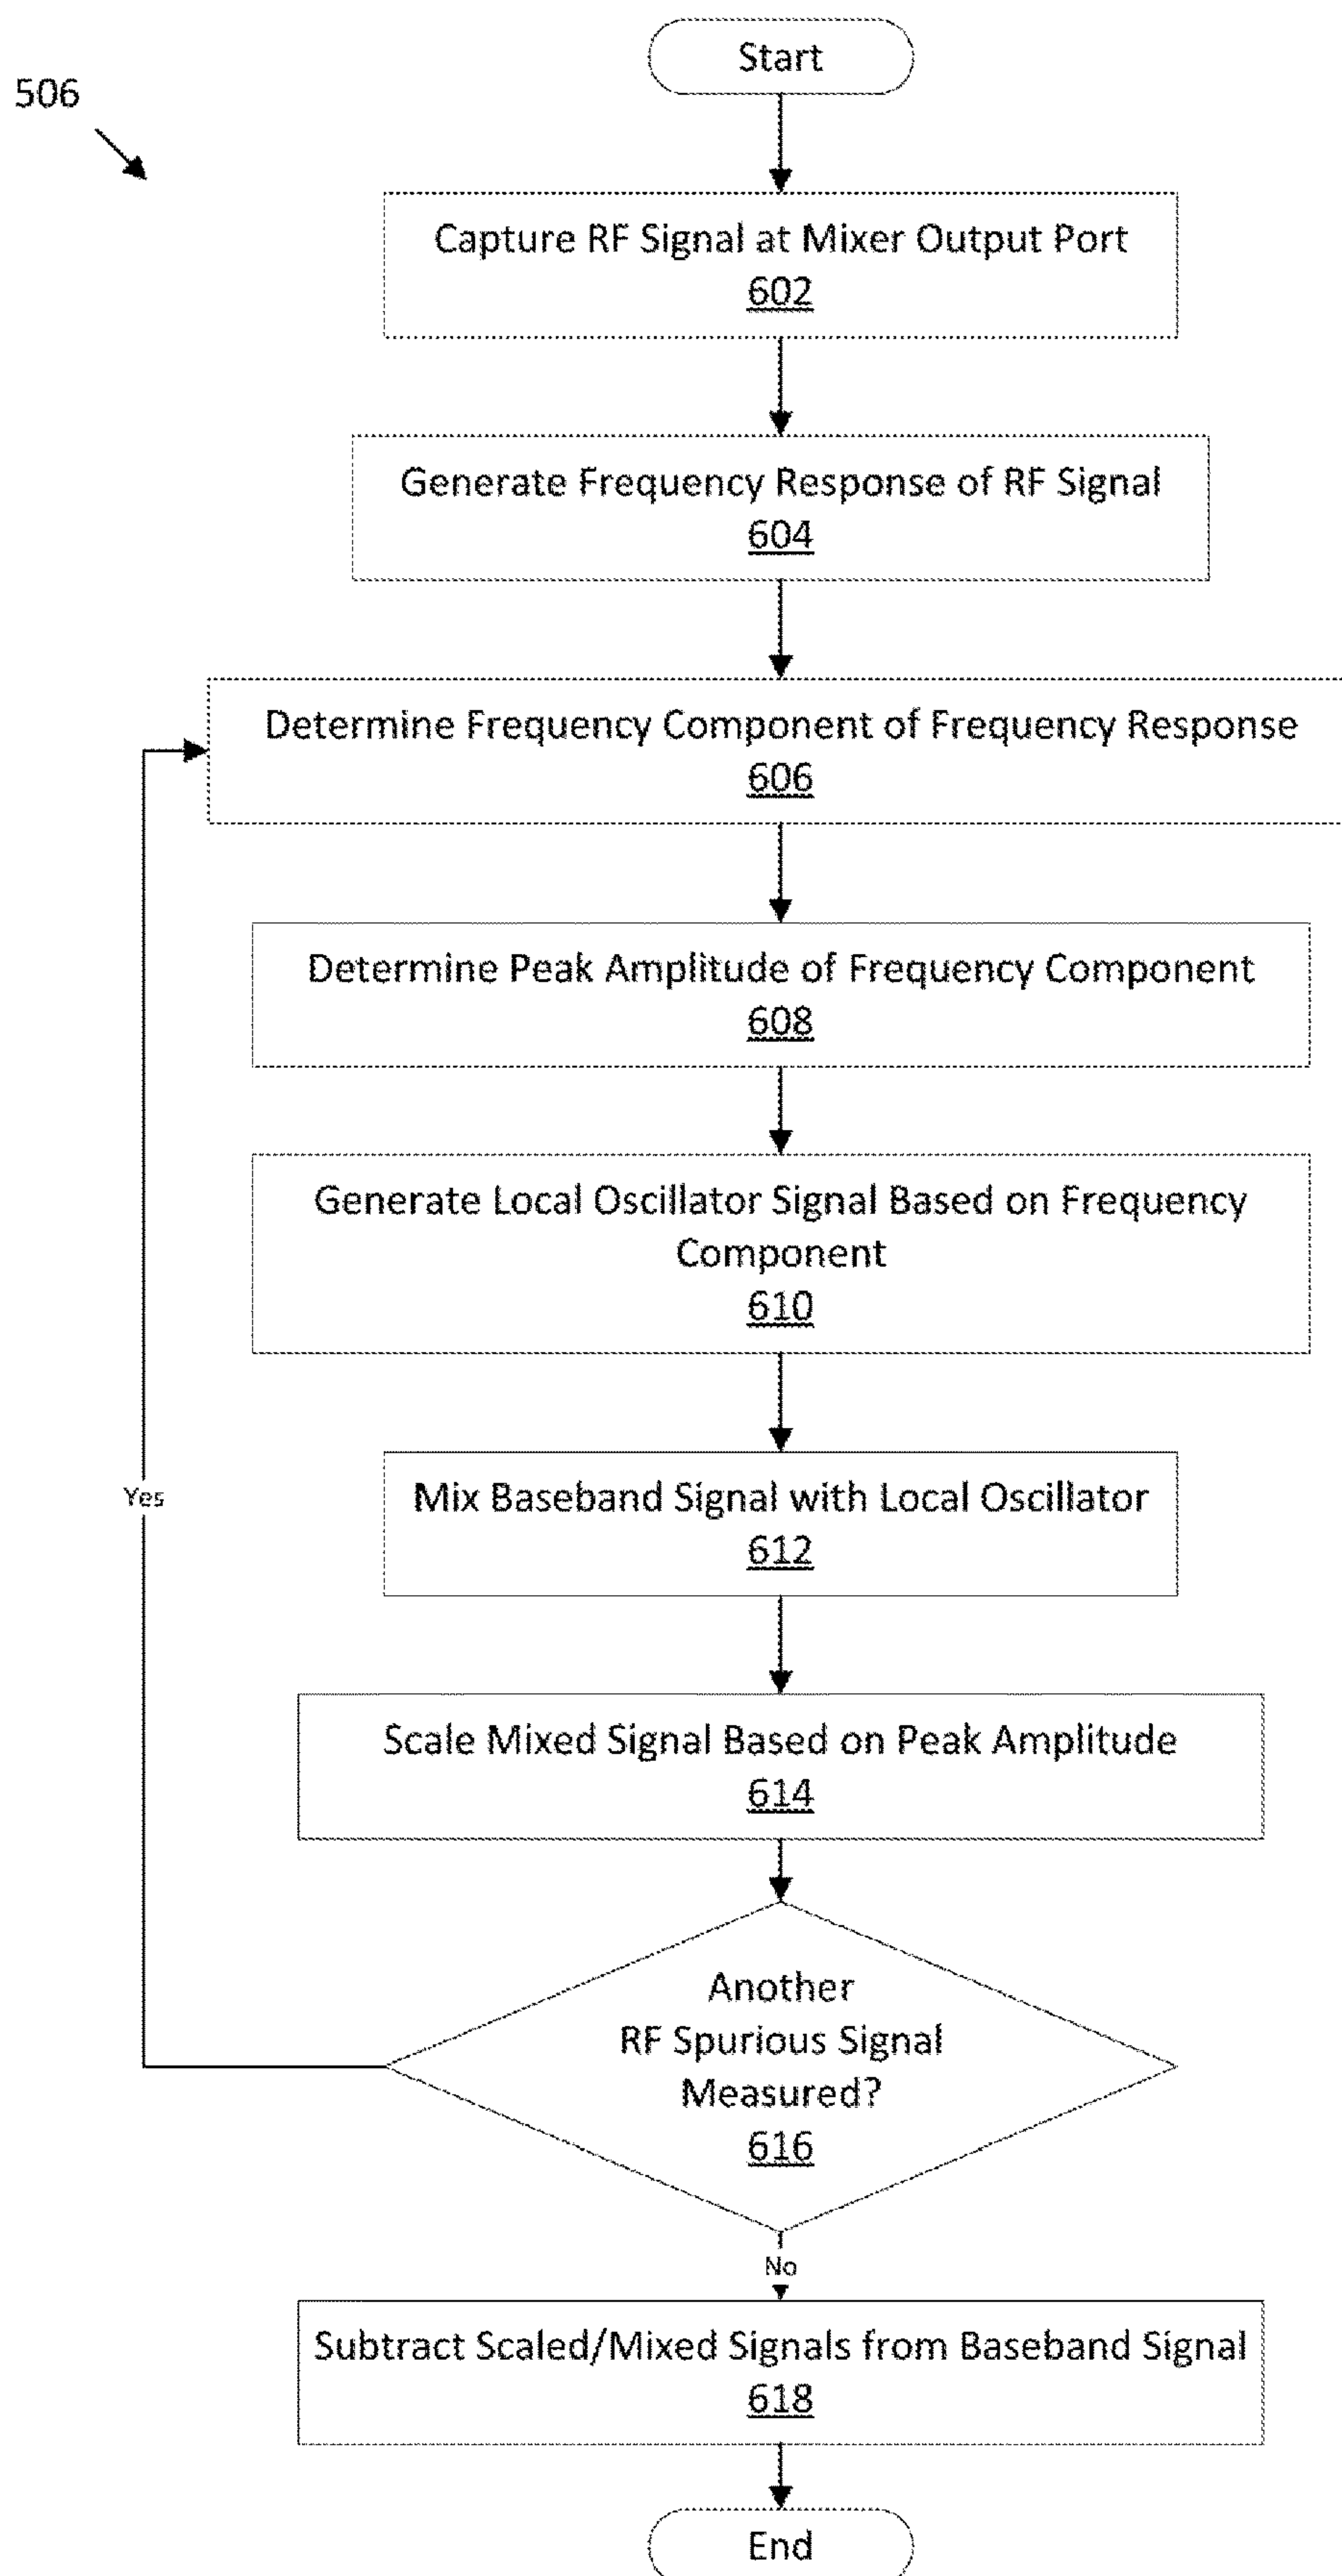 Start
506
Capture RF Signal at Mixer Output Port
602
Generate Frequency Response of RF Signal
604
Determine Frequency Component of Frequency Response
606
Determine Peak Amplitude of Frequency Component
608
Generate Local Oscillator Signal Based on Frequency
Component
610
Mix Baseband Signal with Local Oscillator
612
Yes
Scale Mixed Signal Based on Peak Amplitude
614
Another
RF Spurious Signal
Measured?
616
No
Subtract Scaled/Mixed Signals from Baseband Signal
618
End